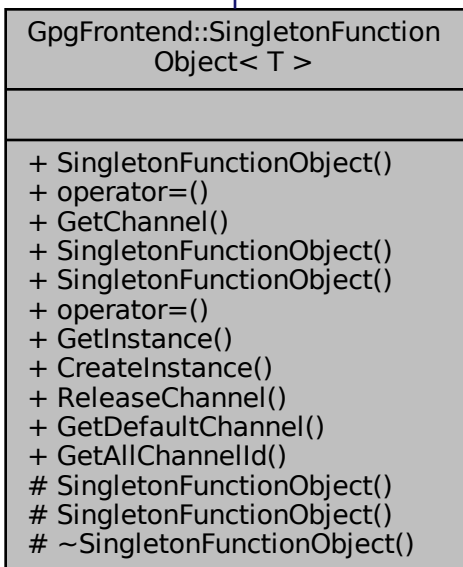 GpgFrontend::SingletonFunction
Object< T >
+ SingletonFunctionObject()
+ operator=()
+ GetChannel()
+ SingletonFunctionObject()
+ SingletonFunctionObject()
+ operator=()
+ GetInstance()
+ CreateInstance()
+ ReleaseChannel()
+ GetDefaultChannel()
+ GetAllChannelId()
# SingletonFunctionObject()
# SingletonFunctionObject()
# ~SingletonFunctionObject()